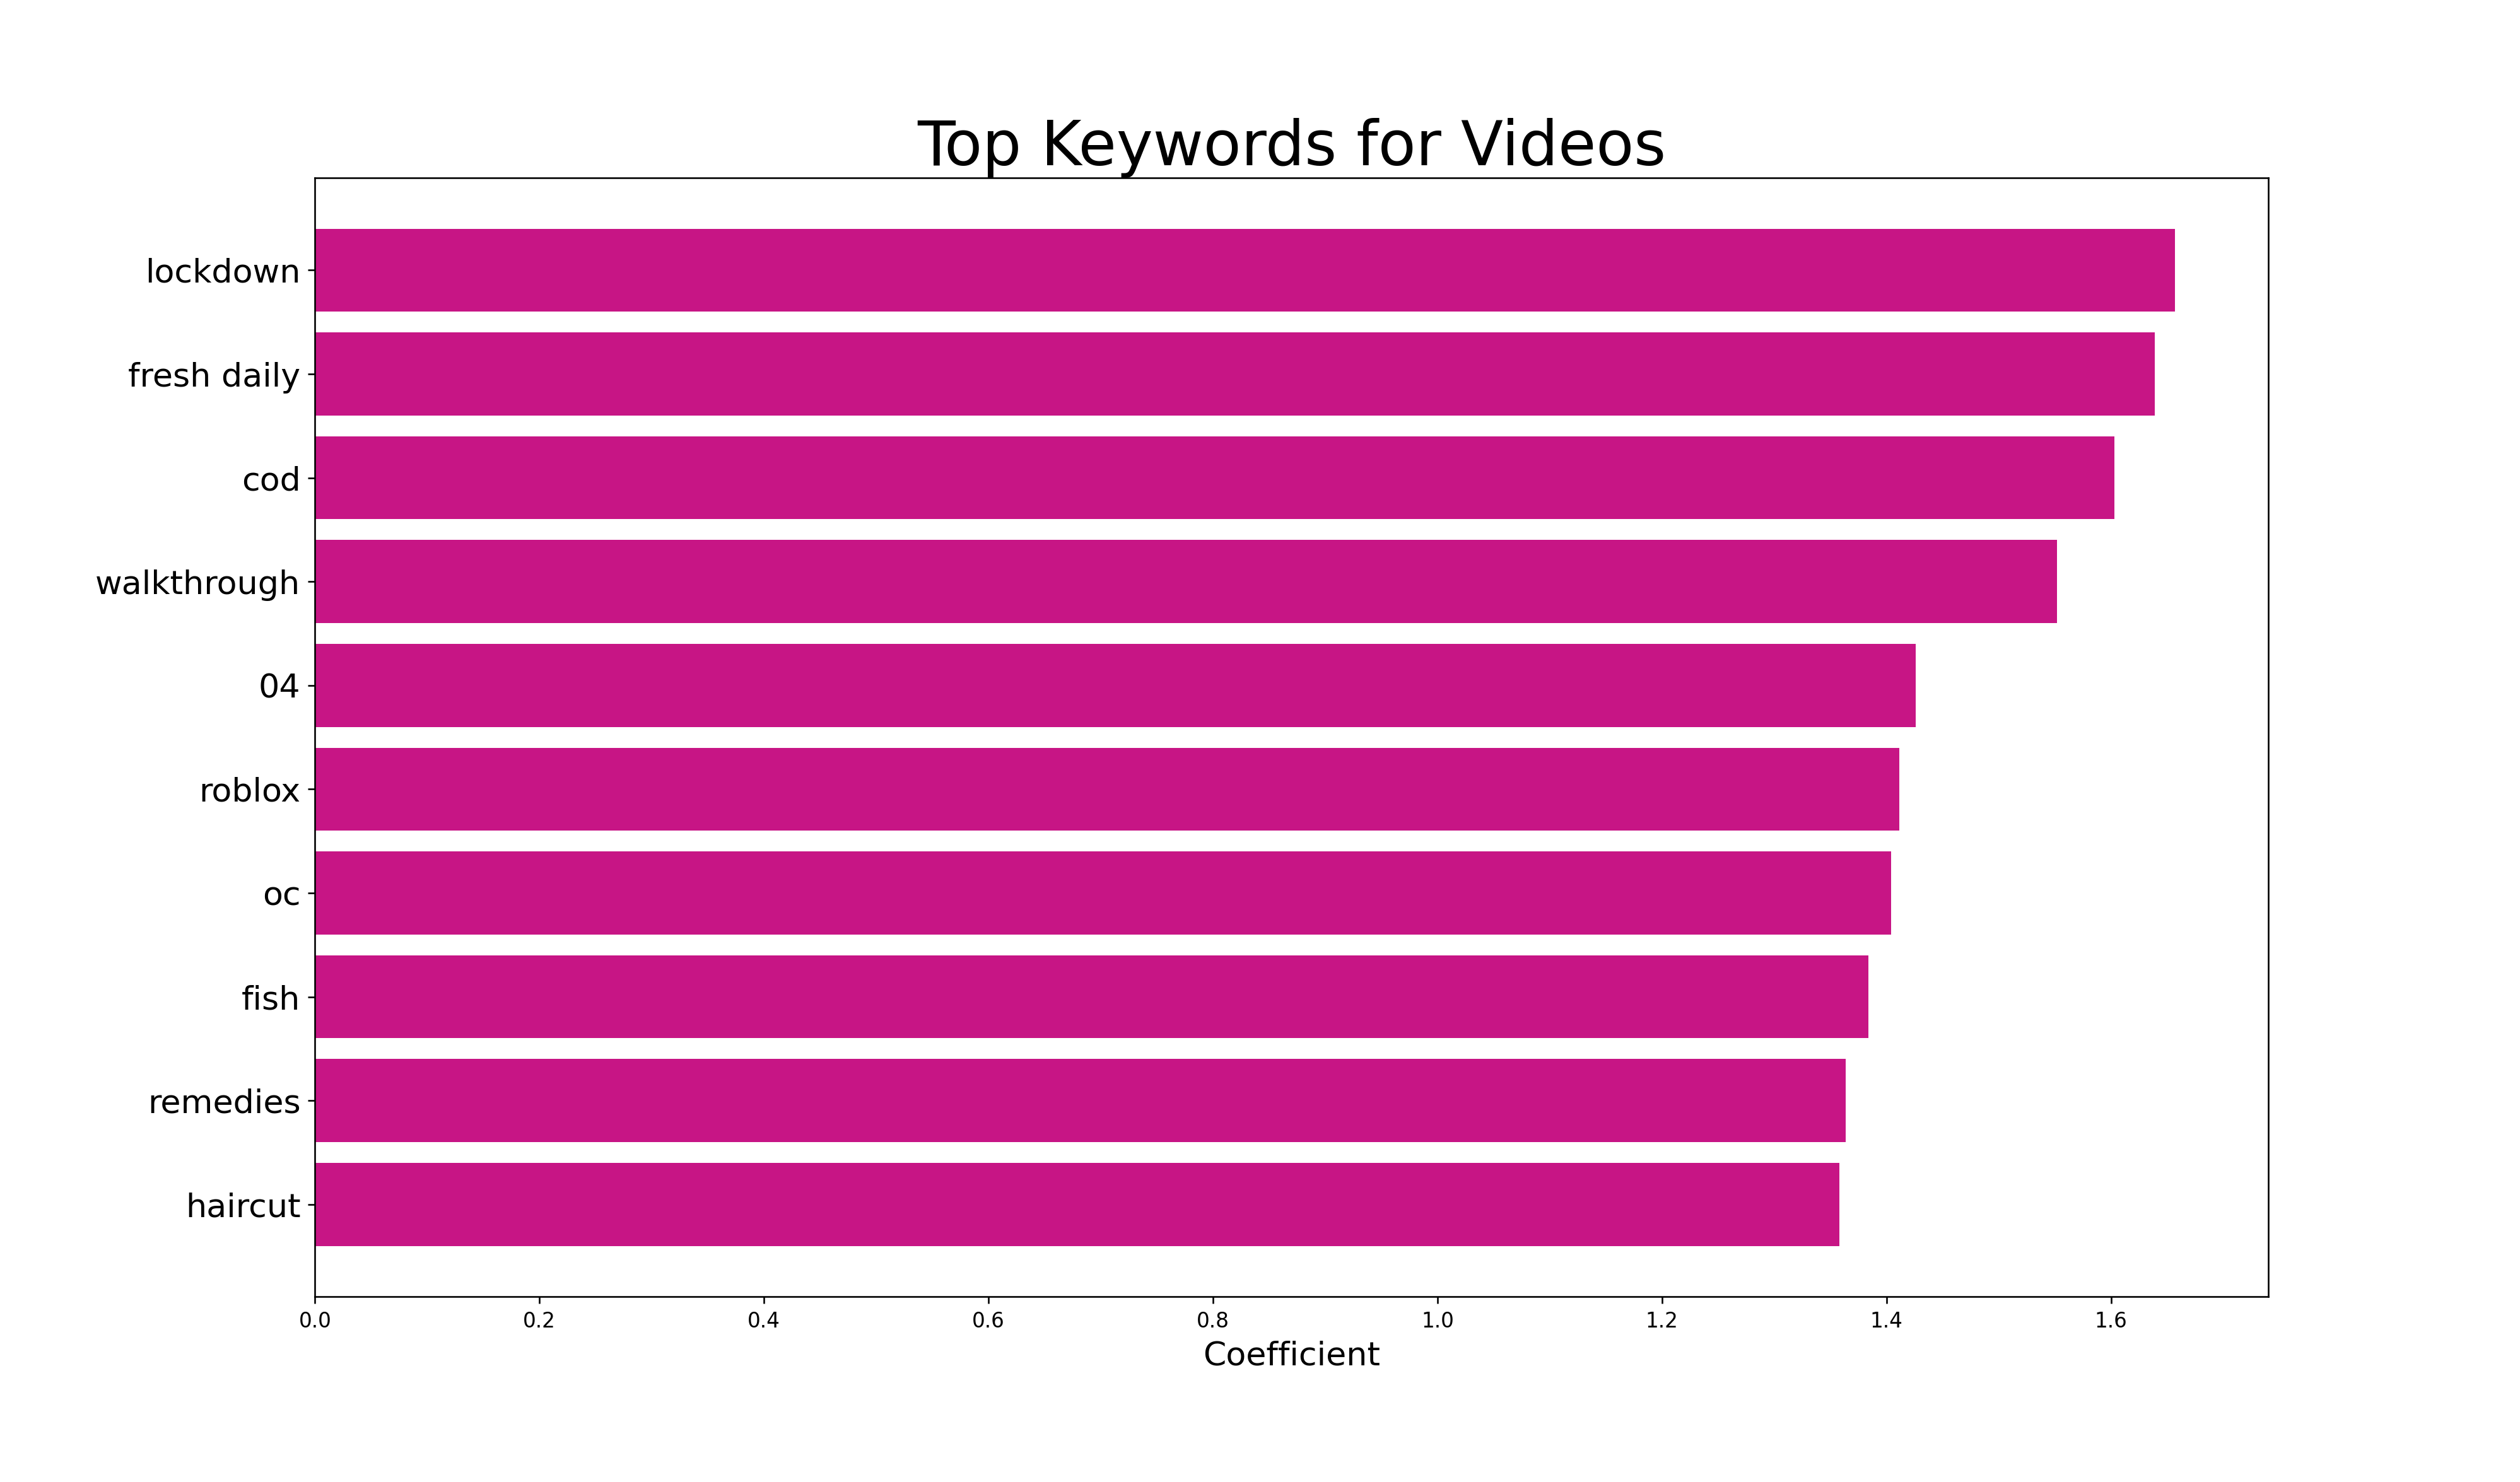 Top Keywords for Videos
lockdown
fresh daily
cod
walkthrough
04
roblox
oc
fish
remedies
haircut
0.0 0.2 0.4 0.6 0.8 1.0 1.2 1.4 1.6
Coefficient